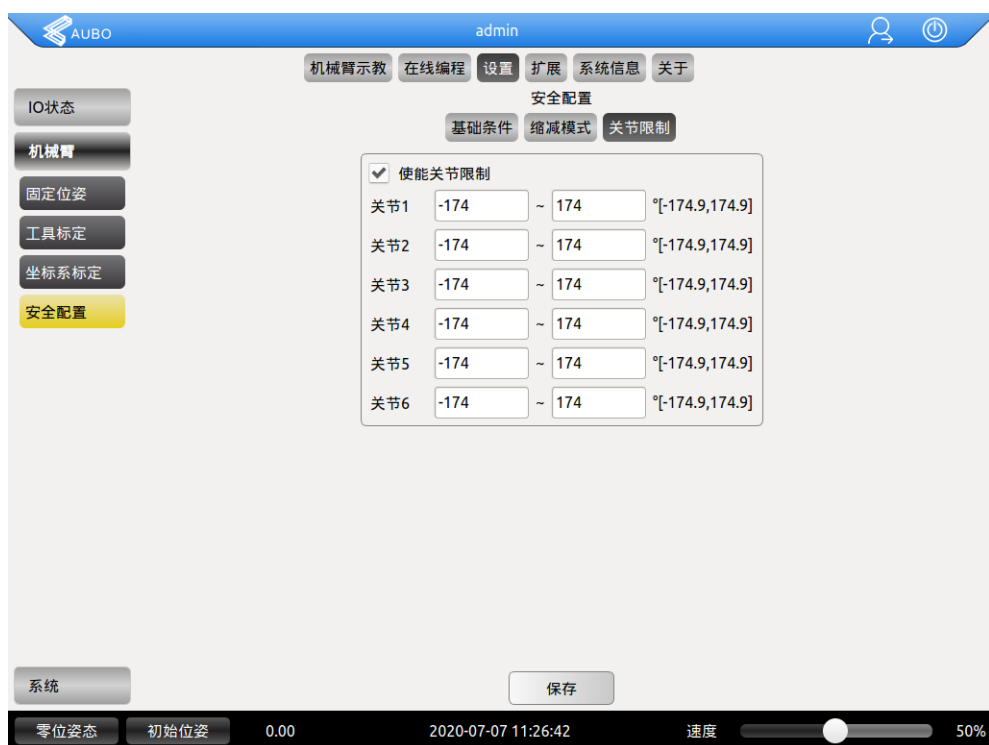 AUBO admin
机械臂示教 在线编程 设置 扩展 系统信息 关于
安全配置
基础条件 缩减模式 关节限制
IO状态
机械臂
固定位姿
工具标定
坐标系标定
安全配置
使能关节限制
关节1 -174 ~ 174 °[-174.9,174.9]
关节2 -174 ~ 174 °[-174.9,174.9]
关节3 -174 ~ 174 °[-174.9,174.9]
关节4 -174 ~ 174 °[-174.9,174.9]
关节5 -174 ~ 174 °[-174.9,174.9]
关节6 -174 ~ 174 °[-174.9,174.9]
系统 保存
零位姿态 初始位姿 0.00 2020-07-07 11:26:42 速度 50%